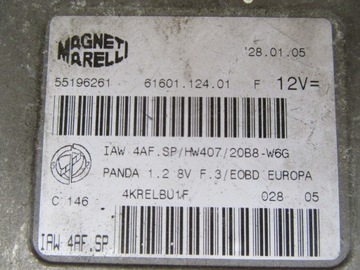 MAGNETI MARELLI
'28.01.05
55196261 61601.124.01 F 12V=
IAW 4AF.SP/HW407/20B8-W6G
PANDA 1.2 8V F.3/EOBD EUROPA
4KRELBU1F 028 05
C 146
IAW 4AF.SP